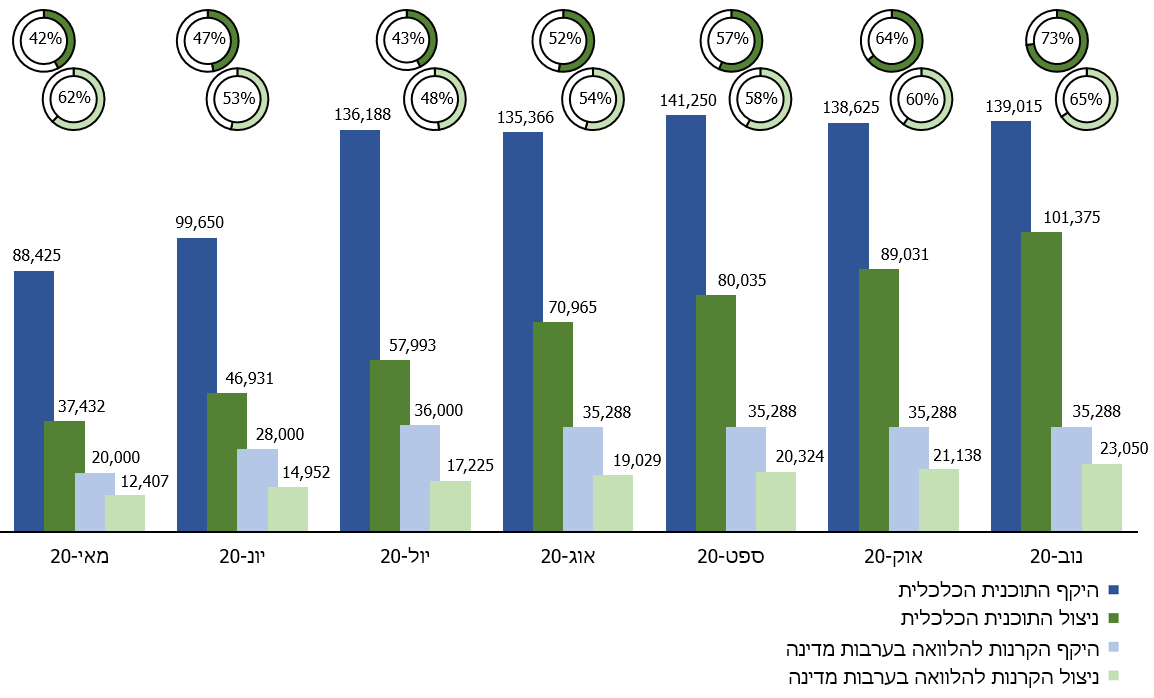 42% 47% 43% 52% 57% 64% 73%
62% 53% 48% 54% 58% 60% 65%
88,425 99,650 136,188 135,366 141,250 138,625 139,015
37,432 46,931 57,993 70,965 80,035 89,031 101,375
20,000 28,000 36,000 35,288 35,288 35,288 35,288
12,407 14,952 17,225 19,029 20,324 21,138 23,050
מאי-20 יונ-20 יול-20 אוג-20 ספט-20 אוק-20 נוב-20
היקף התוכנית הכלכלית
ניצול התוכנית הכלכלית
היקף הקרנות להלוואה בערבות מדינה
ניצול הקרנות להלוואה בערבות מדינה